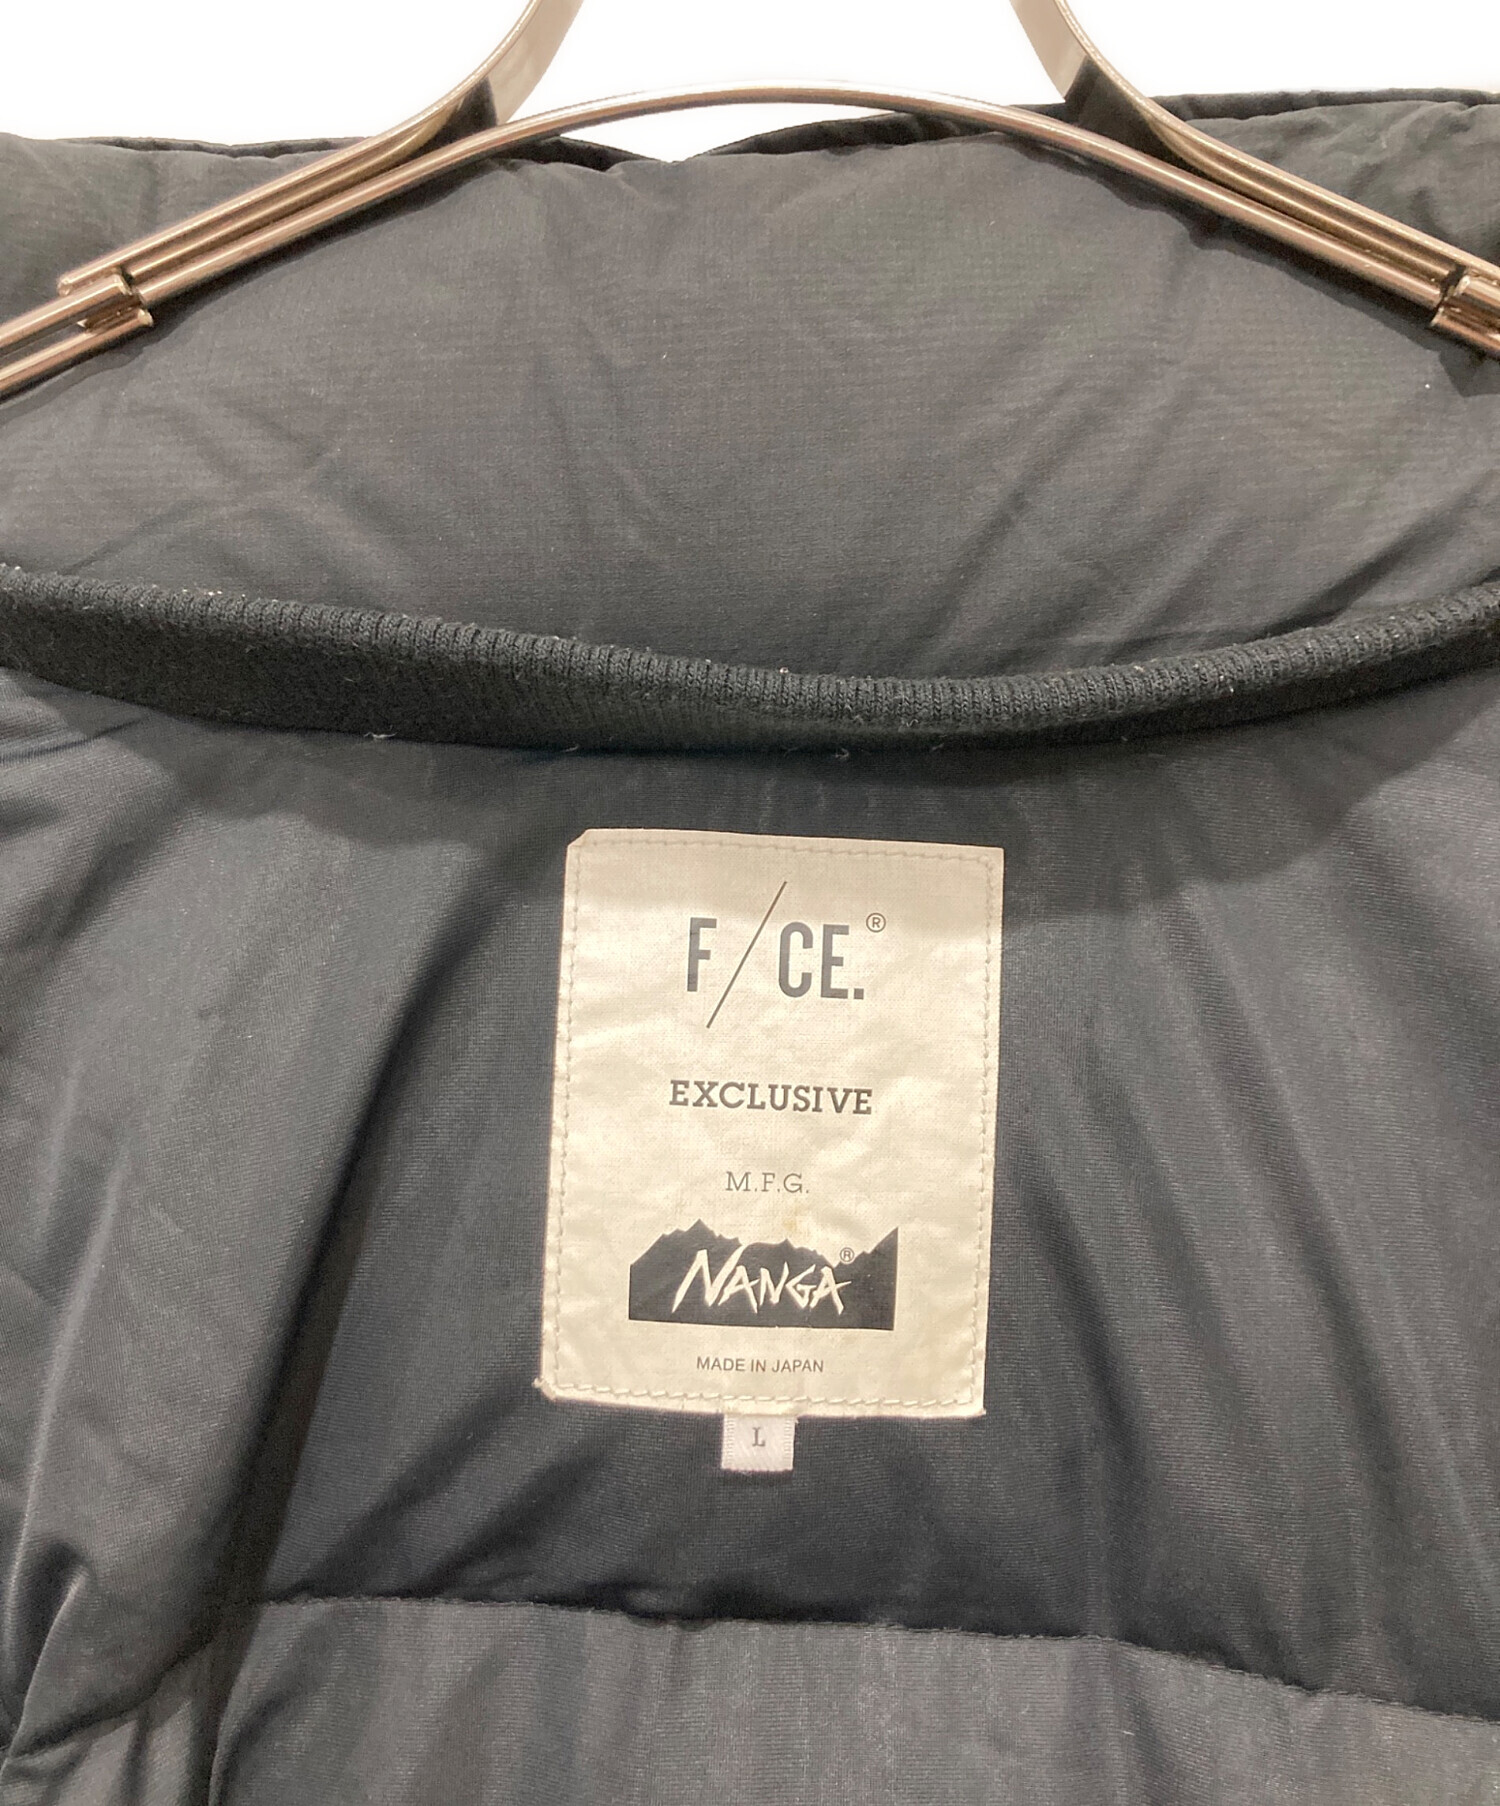 F/CE.®
EXCLUSIVE
M.F.G.
NANGA®
MADE IN JAPAN
L